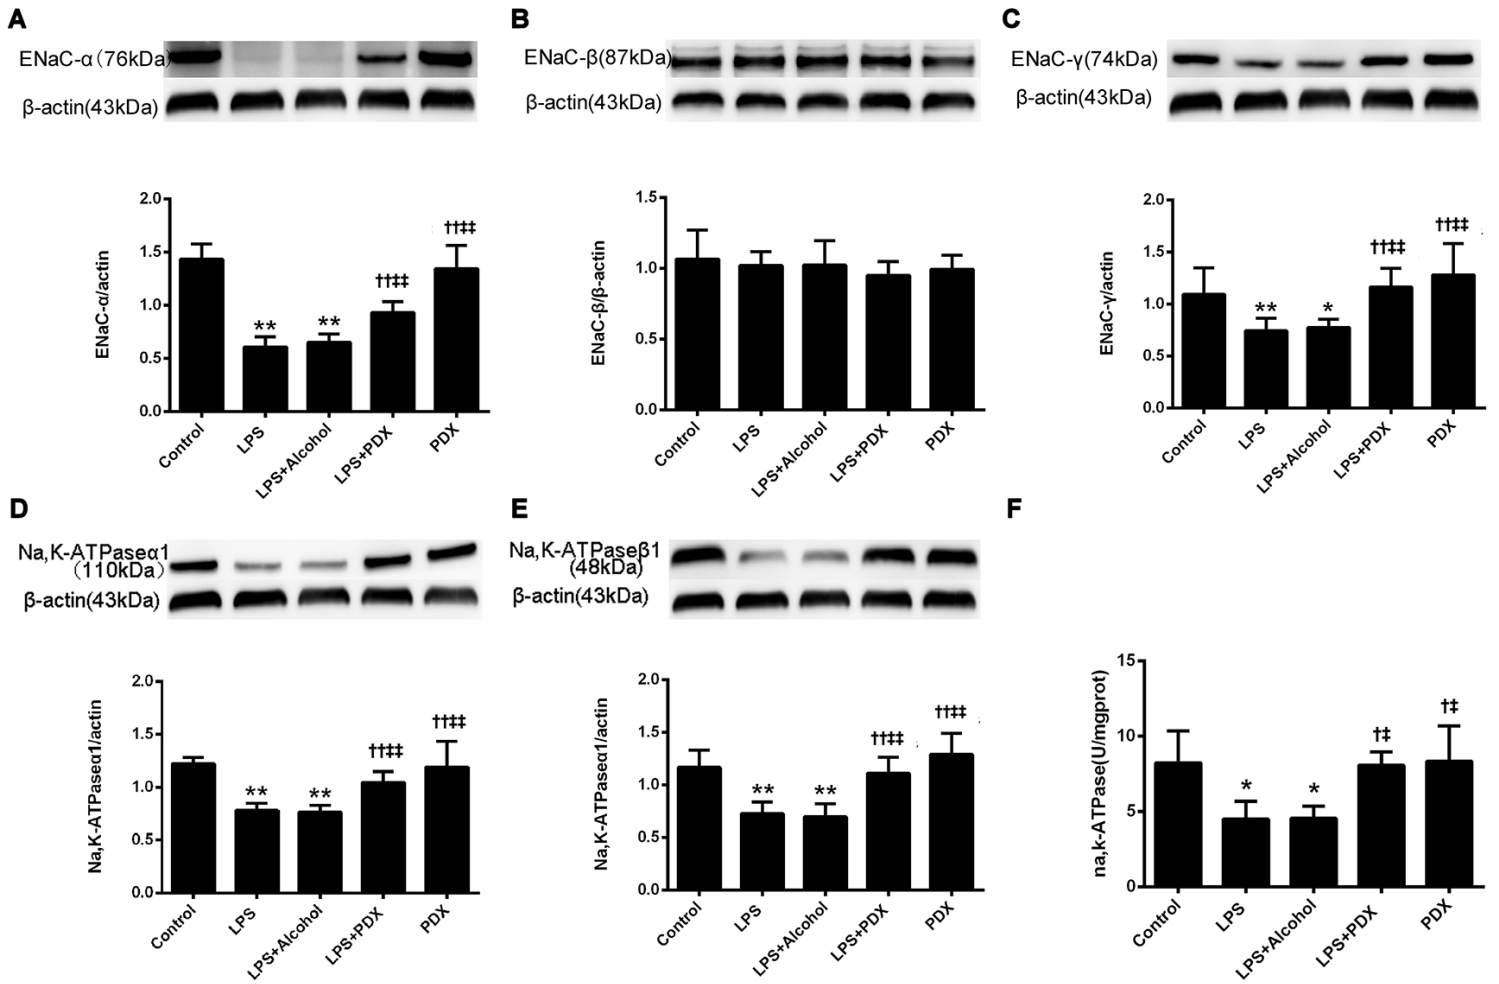 A
ENaC-α(76kDa)
β-actin(43kDa)
ENaC-α/actin
2.0
1.5
1.0
0.5
0.0
††‡‡
††‡‡
**
**
Control
LPS
LPS+Alcohol
LPS+PDX
PDX
B
ENaC-β(87kDa)
β-actin(43kDa)
ENaC-β/β-actin
1.5
1.0
0.5
0.0
Control
LPS
LPS+Alcohol
LPS+PDX
PDX
C
ENaC-γ(74kDa)
β-actin(43kDa)
ENaC-γ/actin
2.0
1.5
1.0
0.5
0.0
††‡‡
††‡‡
**
*
Control
LPS
LPS+Alcohol
LPS+PDX
PDX
D
Na,K-ATPaseα1
(110kDa)
β-actin(43kDa)
Na,K-ATPaseα1/actin
2.0
1.5
1.0
0.5
0.0
††‡‡
††‡‡
**
**
Control
LPS
LPS+Alcohol
LPS+PDX
PDX
E
Na,K-ATPaseβ1
(48kDa)
β-actin(43kDa)
Na,K-ATPaseα1/actin
2.0
1.5
1.0
0.5
0.0
††‡‡
††‡‡
**
**
Control
LPS
LPS+Alcohol
LPS+PDX
PDX
F
na,k-ATPase(U/mgprot)
15
10
5
0
†‡
†‡
*
*
Control
LPS
LPS+Alcohol
LPS+PDX
PDX